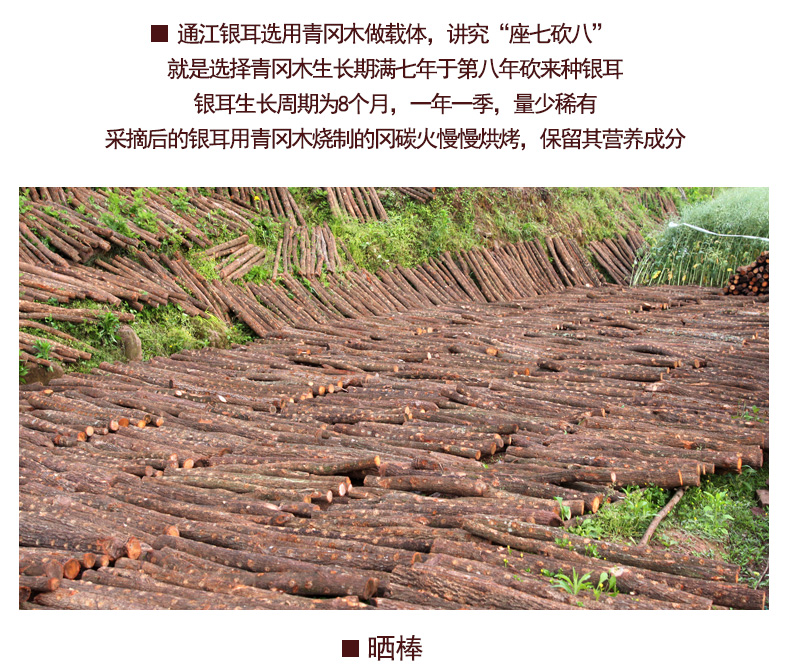 ■ 通江银耳选用青冈木做载体，讲究“座七砍八”
就是选择青冈木生长期满七年于第八年砍来种银耳
银耳生长周期为8个月，一年一季，量少稀有
采摘后的银耳用青冈木烧制的冈碳火慢慢烘烤，保留其营养成分
■ 晒棒